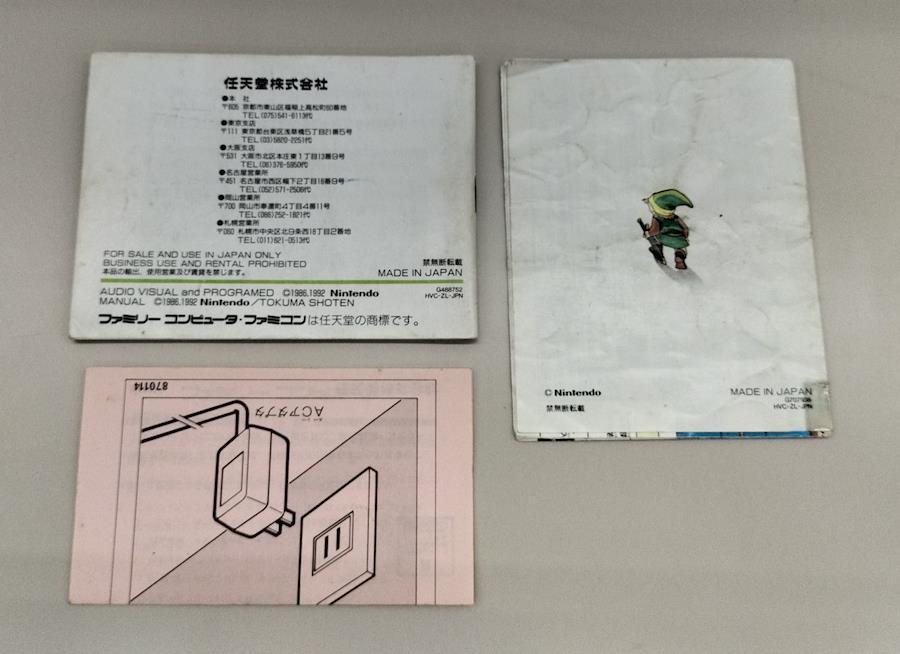 任天堂株式会社
●本　社
〒605 京都市東山区福稲上高松町60番地
TEL(075)541-6113代
●東京支店
〒111 東京都台東区浅草橋5丁目21番5号
TEL(03)5820-2251代
●大阪支店
〒531 大阪市北区本庄東1丁目13番9号
TEL(06)376-5950代
●名古屋営業所
〒451 名古屋市西区幅下2丁目18番9号
TEL(052)571-2506代
●岡山営業所
〒700 岡山市奉還町4丁目4番11号
TEL(086)252-1821代
●札幌営業所
〒060 札幌市中央区北9条西18丁目2番地
TEL(011)621-0513代
FOR SALE AND USE IN JAPAN ONLY
BUSINESS USE AND RENTAL PROHIBITED
本品の輸出、使用営業及び賃貸を禁じます。
禁無断転載
MADE IN JAPAN
AUDIO VISUAL and PROGRAMED ©1986,1992 Nintendo
MANUAL ©1986,1992 Nintendo/TOKUMA SHOTEN
G488752
HVC-ZL-JPN
ファミリーコンピュータ・ファミコンは任天堂の商標です。
© Nintendo
禁無断転載
MADE IN JAPAN
HVC-ZL-JPN
870114
ACアダプタ